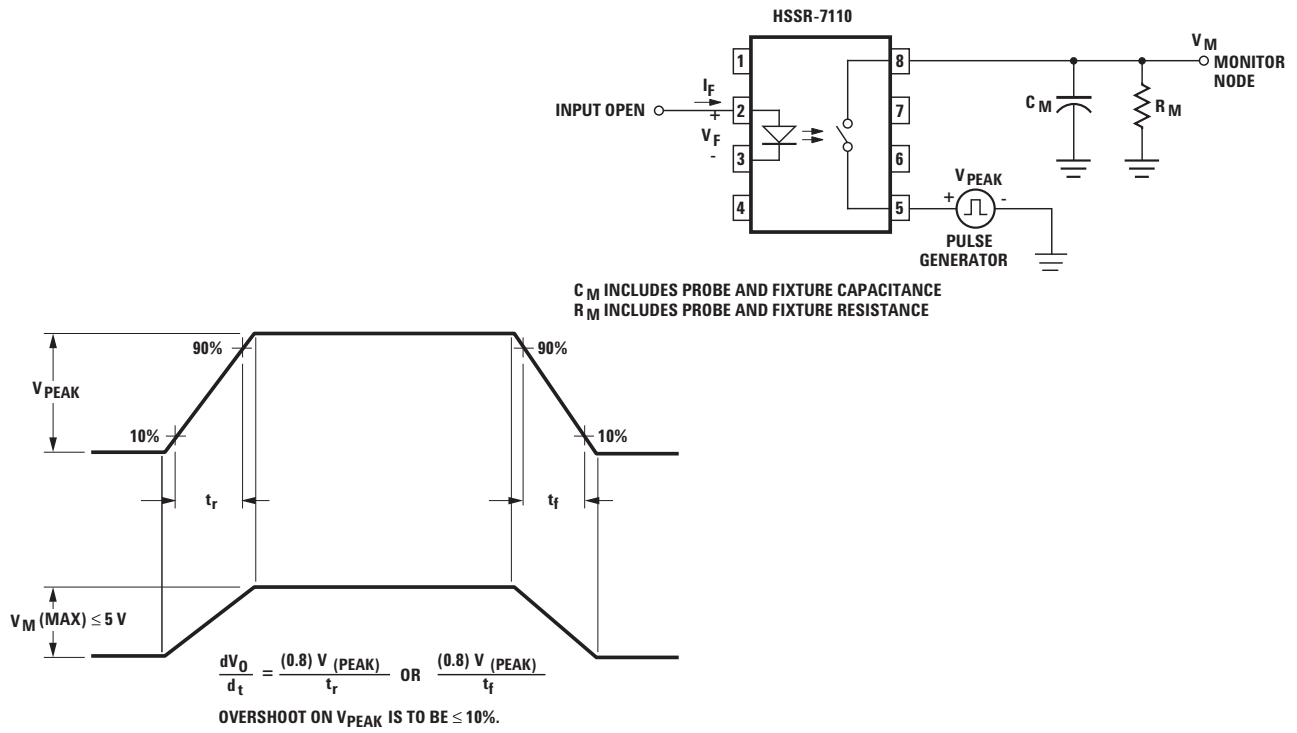 HSSR-7110
V M
MONITOR
NODE
1
8
C M
R M
I F
INPUT OPEN
+
2
7
V F
-
3
6
V PEAK
4
5
+
-
PULSE
GENERATOR
C M INCLUDES PROBE AND FIXTURE CAPACITANCE
R M INCLUDES PROBE AND FIXTURE RESISTANCE
90%
90%
V PEAK
10%
10%
t r
t f
V M (MAX) ≤ 5 V
dV O / d t = (0.8) V (PEAK) / t r OR (0.8) V (PEAK) / t f
OVERSHOOT ON V PEAK IS TO BE ≤ 10%.